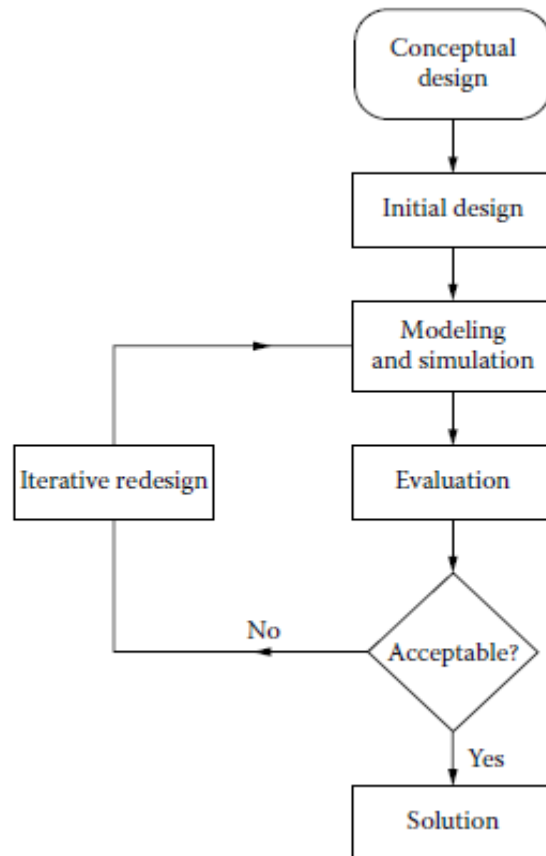 Conceptual
design
Initial design
Modeling
and simulation
Iterative redesign
Evaluation
No
Acceptable?
Yes
Solution